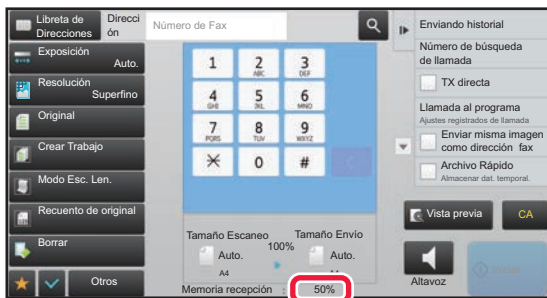 Libreta de
Direcciones
Direcci
ón
Número de Fax
Exposición
Auto.
Resolución
Superfino
Original
Crear Trabajo
Modo Esc. Len.
Recuento de original
Borrar
Otros
1
2
ABC
3
DEF
4
GHI
5
JKL
6
MNO
7
PQRS
8
TUV
9
WXYZ
0
#
C
Tamaño Escaneo
Auto.
A4
100%
Tamaño Envio
Auto.
A4
Memoria recepción :
50%
Enviando historial
Número de búsqueda
de llamada
TX directa
Llamada al programa
Ajustes registrados de llamada
Enviar misma imagen
como dirección fax
Archivo Rápido
Almacenar dat. temporal.
Vista previa
CA
Altavoz